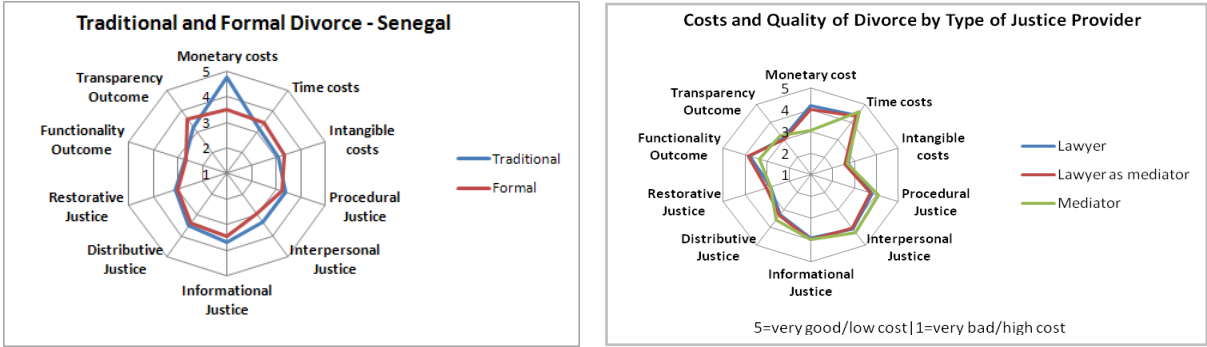 Traditional and Formal Divorce - Senegal
Monetary costs
Time costs
Intangible
costs
Procedural
Justice
Interpersonal
Justice
Informational
Justice
Distributive
Justice
Restorative
Justice
Functionality
Outcome
Transparency
Outcome
5
4
3
2
1
Traditional
Formal
Costs and Quality of Divorce by Type of Justice Provider
Monetary cost
Time costs
Intangible
costs
Procedural
Justice
Interpersonal
Justice
Informational
Justice
Distributive
Justice
Restorative
Justice
Functionality
Outcome
Transparency
Outcome
5
4
3
2
1
Lawyer
Lawyer as mediator
Mediator
5=very good/low cost|1=very bad/high cost